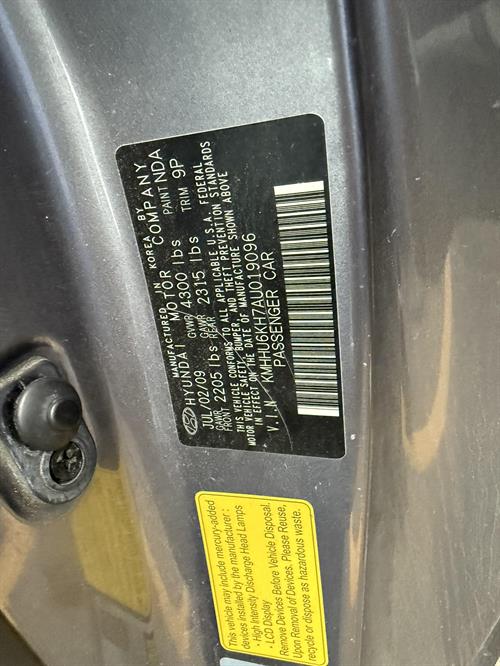 MANUFACTURED IN KOREA BY
HYUNDAI MOTOR COMPANY
JUL/02/09 GVWR 4300 lbs PAINT NDA
GAWR FRONT 2205 lbs GAWR REAR 2315 lbs TRIM 9P
THIS VEHICLE CONFORMS TO ALL APPLICABLE U.S.A. FEDERAL
MOTOR VEHICLE SAFETY, BUMPER, AND THEFT PREVENTION STANDARDS
IN EFFECT ON THE DATE OF MANUFACTURE SHOWN ABOVE
V.I.N KMHHU6KH7AU019096
PASSENGER CAR
This vehicle may include mercury-added
devices installed by the manufacturer :
• High Intensity Discharge Head Lamps
• LCD Display
Remove Devices Before Vehicle Disposal.
Upon Removal of Devices. Please Reuse,
recycle or dispose as hazardous waste.